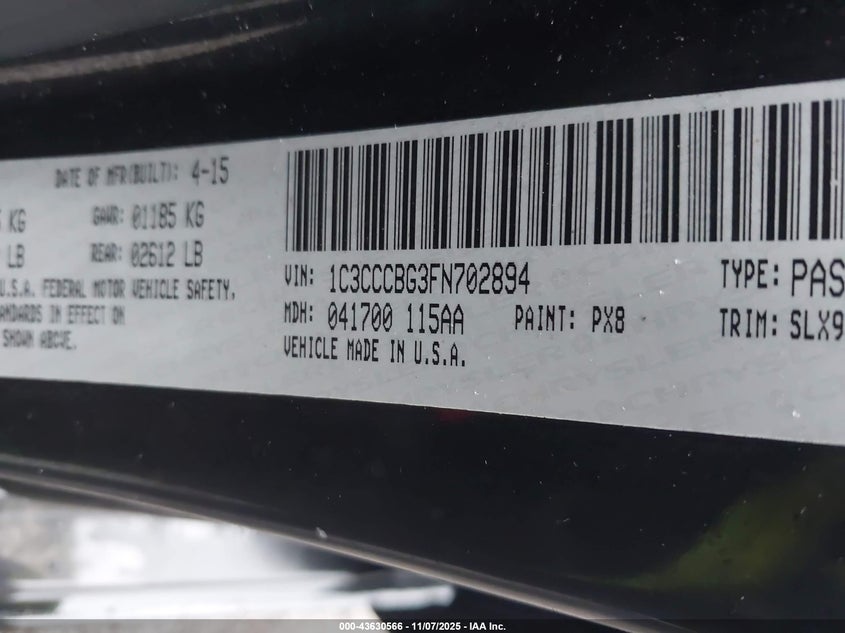 DATE OF MFR(BUILT): 4-15
KG GAWR: 01185 KG
LB REAR: 02612 LB
U.S.A. FEDERAL MOTOR VEHICLE SAFETY,
IN EFFECT ON
SHOWN ABOVE.
VIN: 1C3CCCBG3FN702894 TYPE: PAS
MDH: 041700 115AA PAINT: PX8 TRIM: SLX9
VEHICLE MADE IN U.S.A.
000-43630566 — 11/07/2025 — IAA Inc.